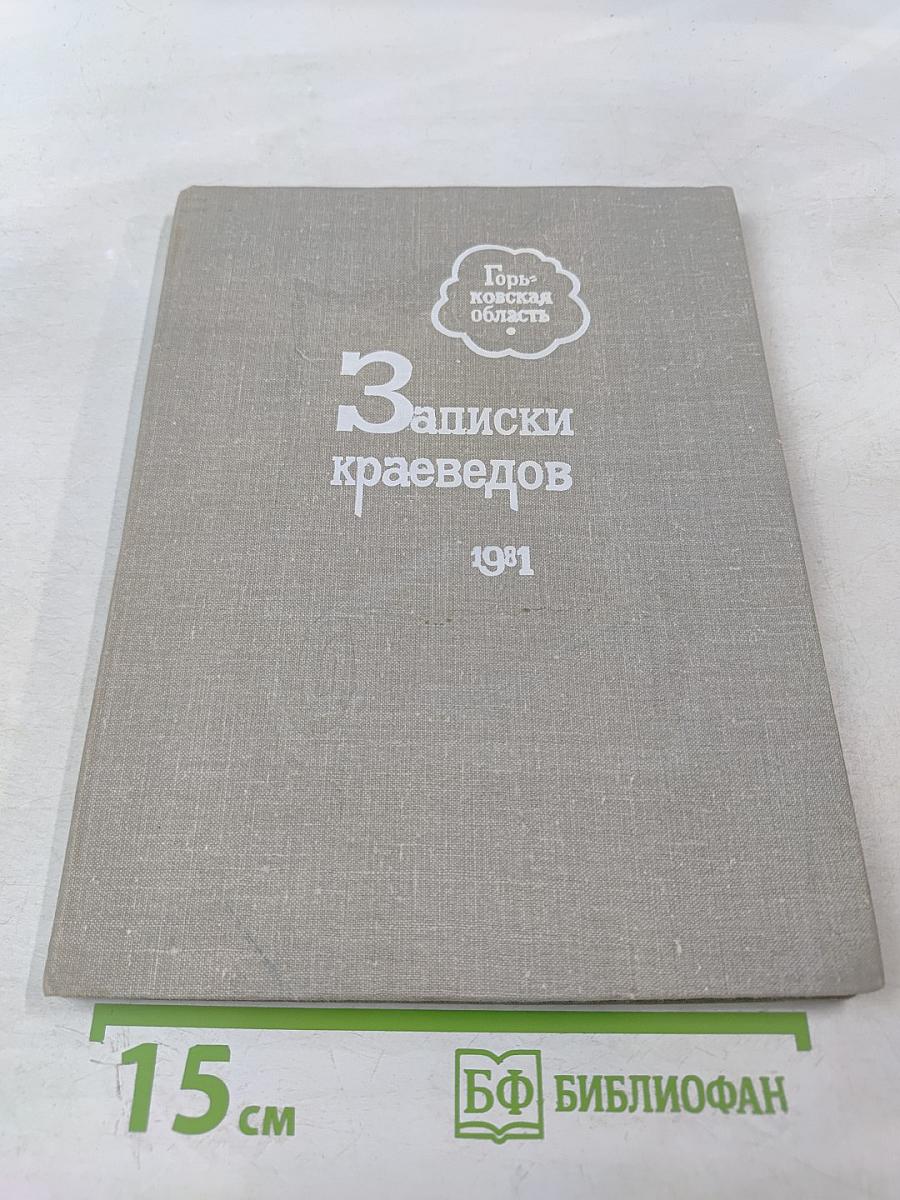 Горь-
ковская
область
Записки
краеведов
1981
15 см
БФ БИБЛИОФАН